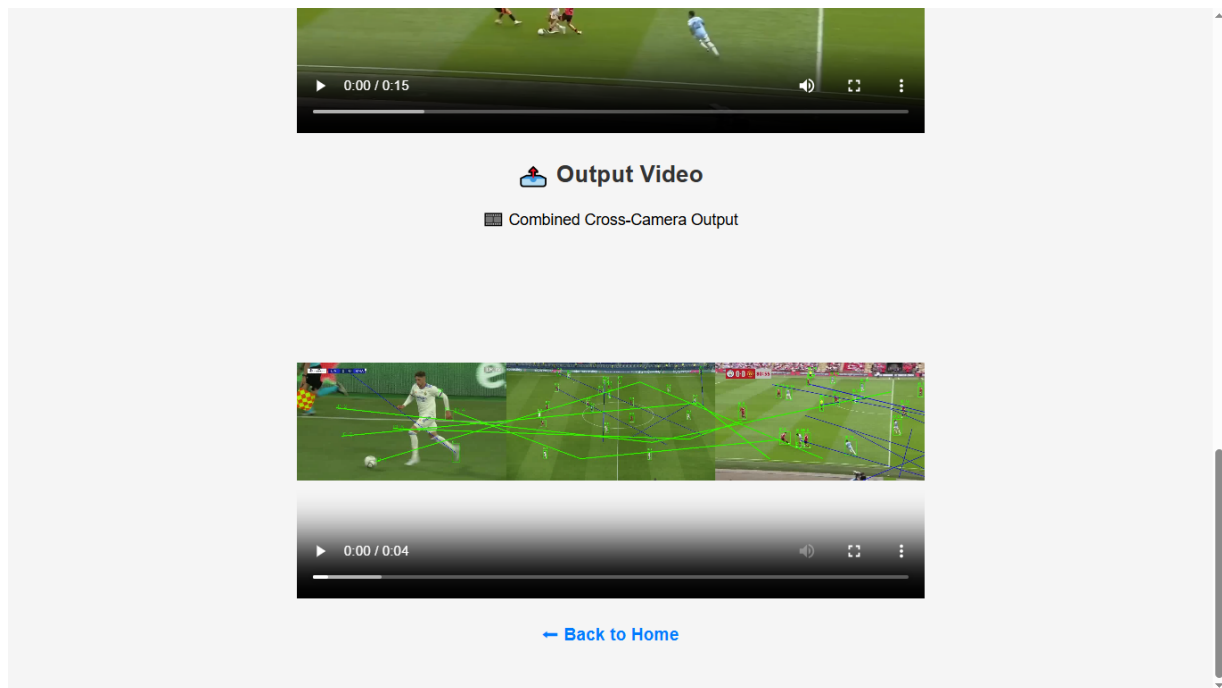 0:00 / 0:15
Output Video
Combined Cross-Camera Output
0:00 / 0:04
Back to Home